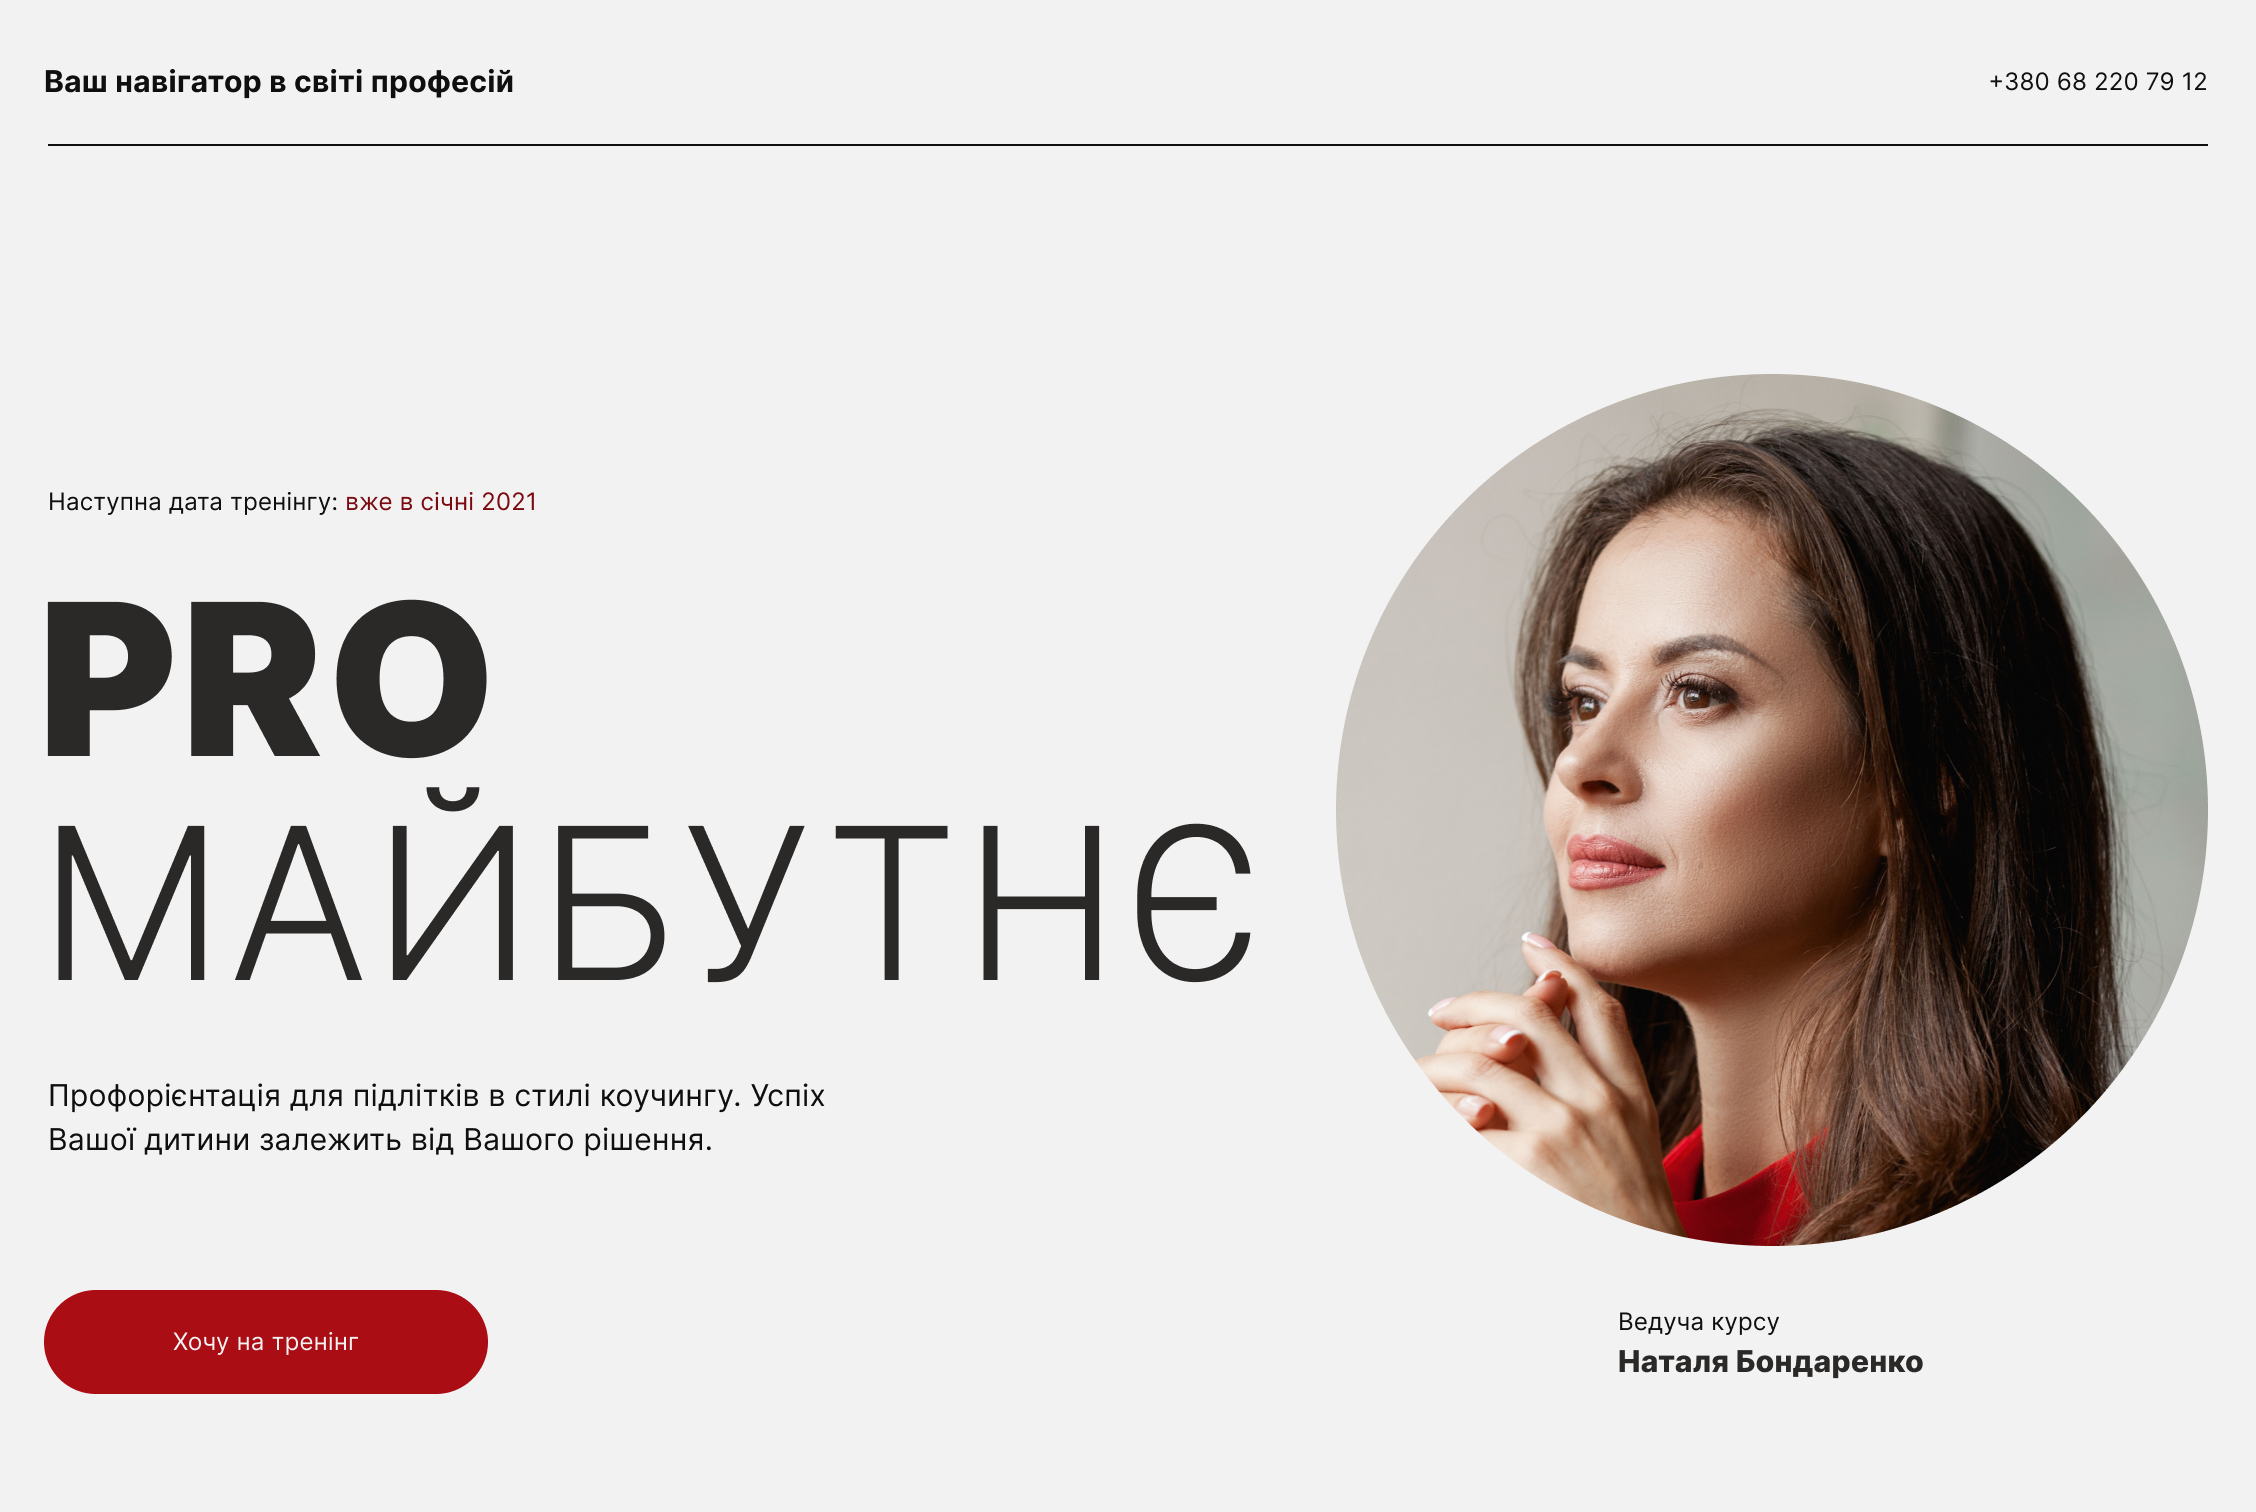 Ваш навігатор в світі професій
+380 68 220 79 12
Наступна дата тренінгу: вже в січні 2021
PRO
МАЙБУТНЄ
Профорієнтація для підлітків в стилі коучингу. Успіх
Вашої дитини залежить від Вашого рішення.
Хочу на тренінг
Ведуча курсу
Наталя Бондаренко